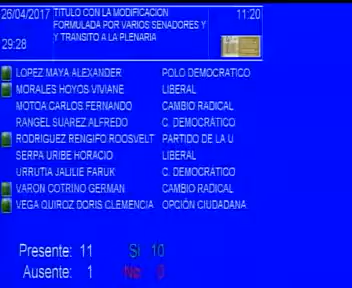 26/04/2017
TITULO CON LA MODIFICACION
FORMULADA POR VARIOS SENADORES Y
Y TRANSITO A LA PLENARIA
11:20
29:28
LOPEZ MAYA ALEXANDER POLO DEMOCRATICO
MORALES HOYOS VIVIANE LIBERAL
MOTOA CARLOS FERNANDO CAMBIO RADICAL
RANGEL SUAREZ ALFREDO C. DEMOCRÁTICO
RODRIGUEZ RENGIFO ROOSVELT PARTIDO DE LA U
SERPA URIBE HORACIO LIBERAL
URRUTIA JALILIE FARUK C. DEMOCRÁTICO
VARON COTRINO GERMAN CAMBIO RADICAL
VEGA QUIROZ DORIS CLEMENCIA OPCIÓN CIUDADANA
Presente: 11 Si 10
Ausente: 1 No 0